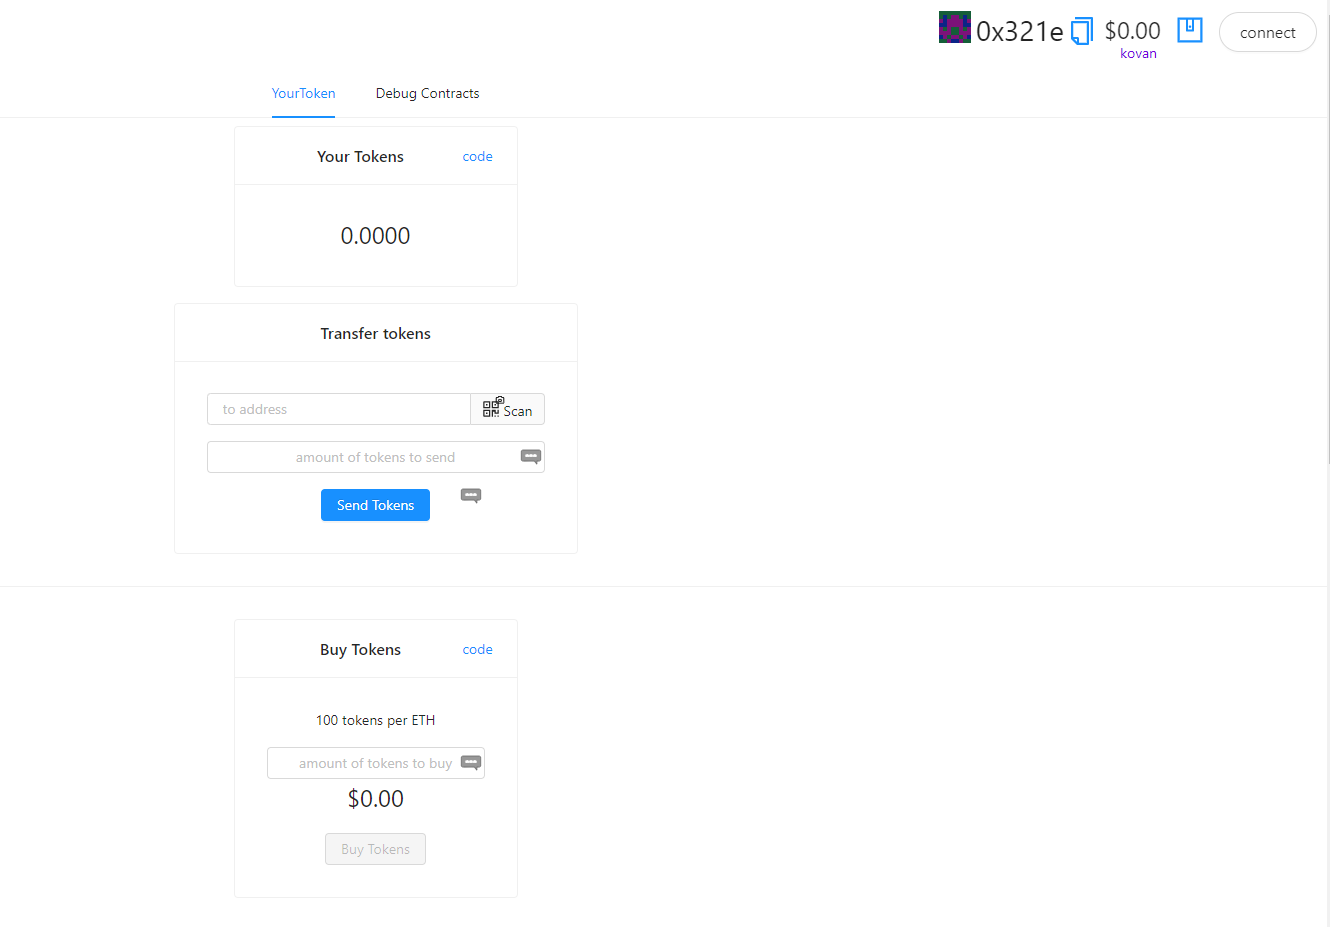 0x321e $0.00 connect
kovan
YourToken Debug Contracts
Your Tokens code
0.0000
Transfer tokens
to address Scan
amount of tokens to send
Send Tokens
Buy Tokens code
100 tokens per ETH
amount of tokens to buy
$0.00
Buy Tokens